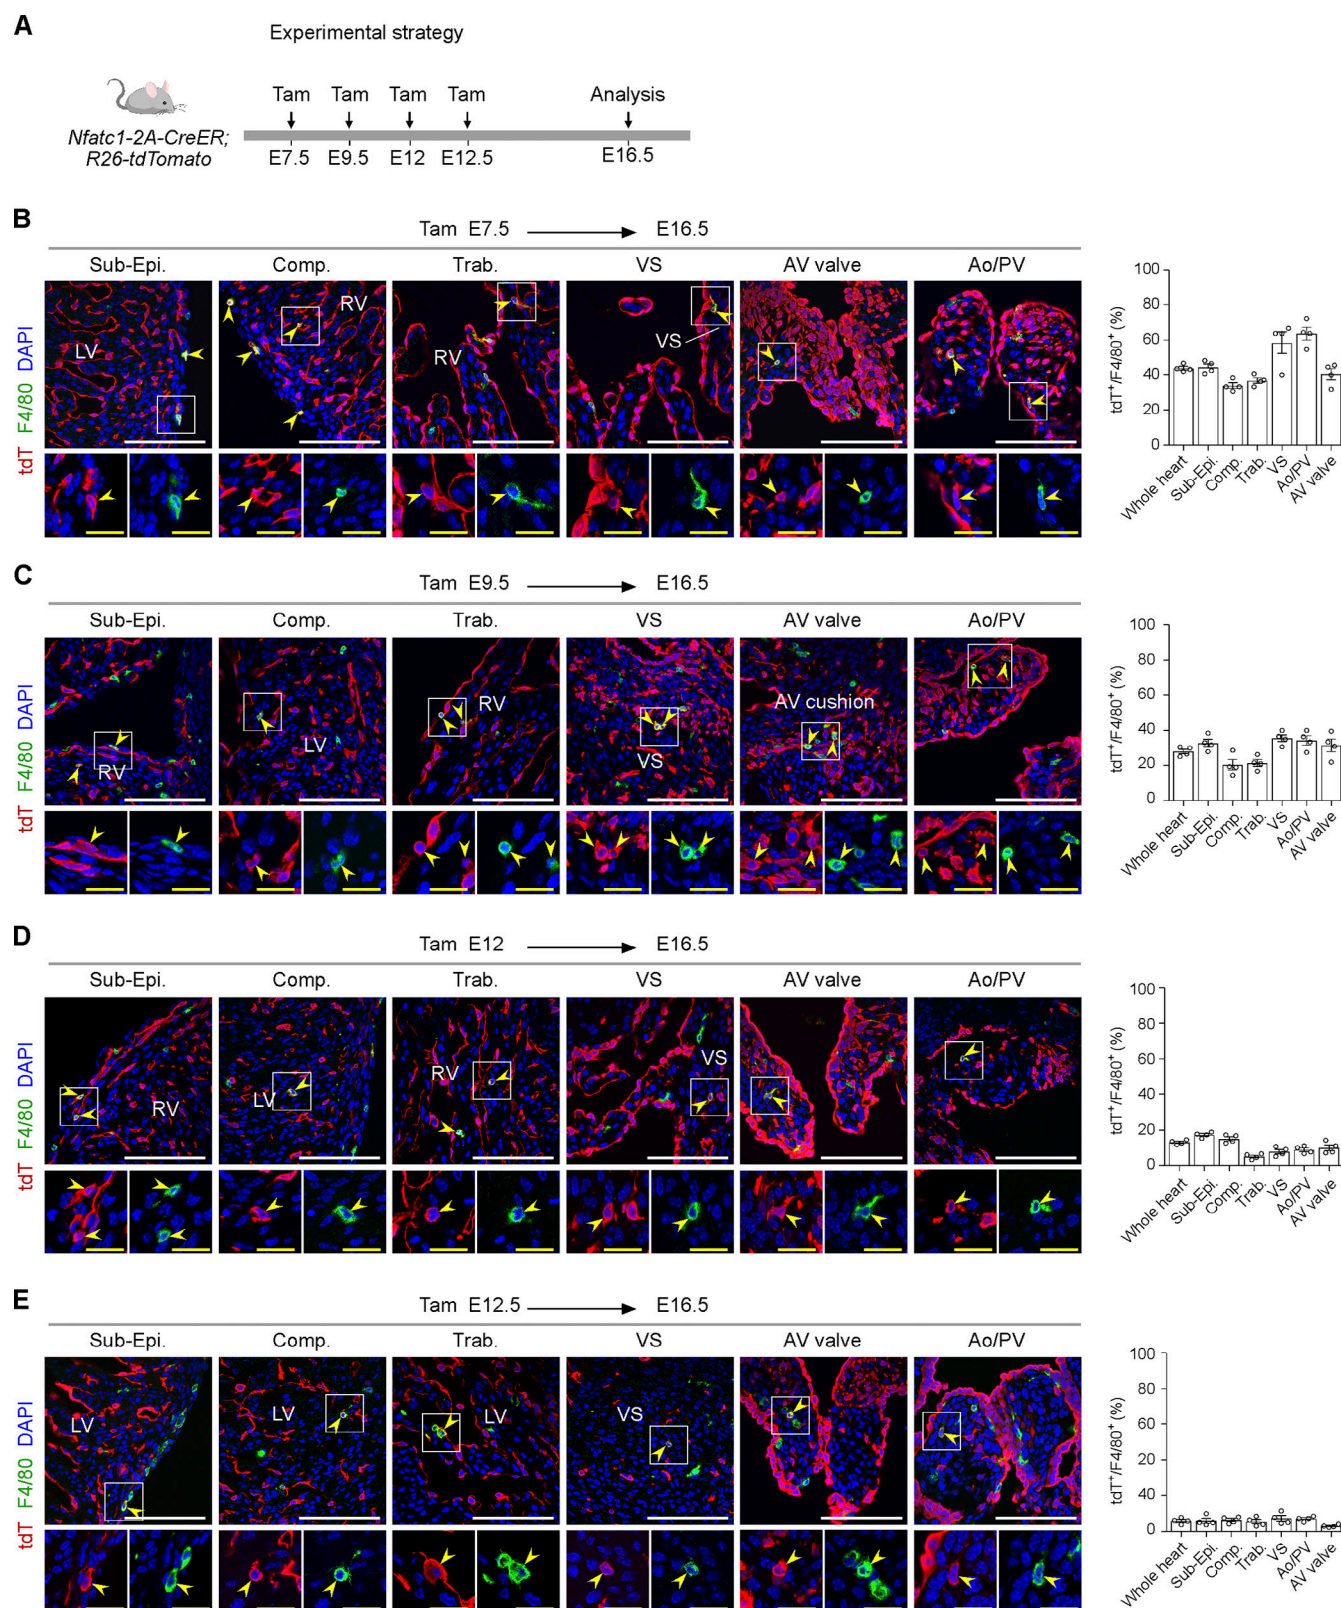 A
Experimental strategy
Tam Tam Tam Tam Analysis
Nfatc1-2A-CreER;
R26-tdTomato
E7.5 E9.5 E12 E12.5 E16.5
B
Tam E7.5 E16.5
Sub-Epi. Comp. Trab. VS AV valve Ao/PV
tdT F4/80 DAPI
LV
RV
RV
VS
tdT⁺/F4/80⁺ (%)
100
80
60
40
20
0
Whole heart
Sub-Epi.
Comp.
Trab.
VS
Ao/PV
AV valve
C
Tam E9.5 E16.5
Sub-Epi. Comp. Trab. VS AV valve Ao/PV
tdT F4/80 DAPI
RV
LV
RV
VS
AV cushion
tdT⁺/F4/80⁺ (%)
100
80
60
40
20
0
Whole heart
Sub-Epi.
Comp.
Trab.
VS
Ao/PV
AV valve
D
Tam E12 E16.5
Sub-Epi. Comp. Trab. VS AV valve Ao/PV
tdT F4/80 DAPI
RV
LV
RV
VS
tdT⁺/F4/80⁺ (%)
100
80
60
40
20
0
Whole heart
Sub-Epi.
Comp.
Trab.
VS
Ao/PV
AV valve
E
Tam E12.5 E16.5
Sub-Epi. Comp. Trab. VS AV valve Ao/PV
tdT F4/80 DAPI
LV
LV
LV
VS
tdT⁺/F4/80⁺ (%)
100
80
60
40
20
0
Whole heart
Sub-Epi.
Comp.
Trab.
VS
Ao/PV
AV valve